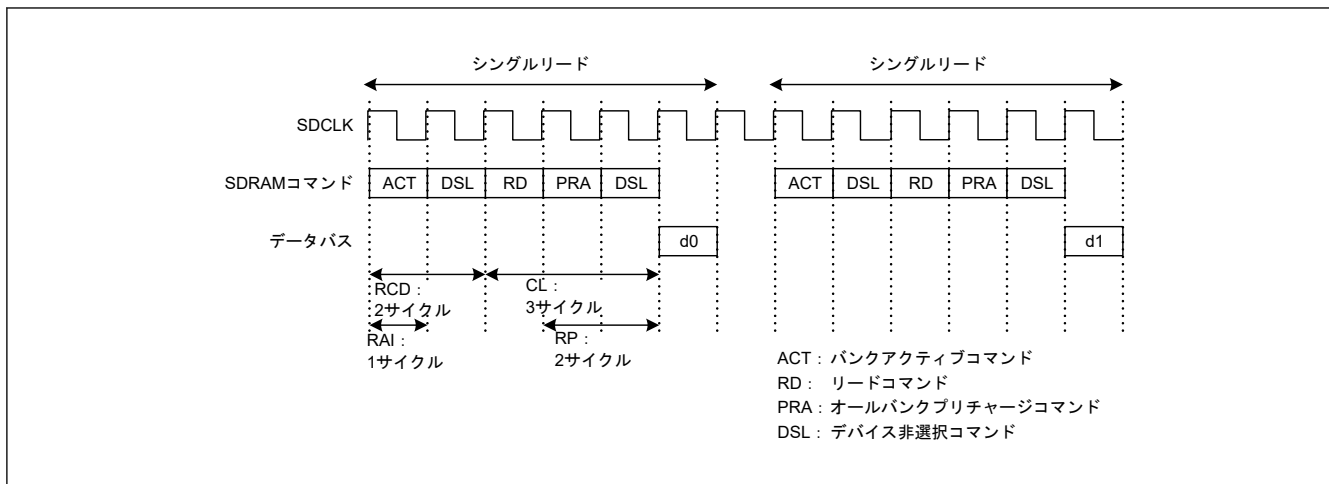 シングルリード シングルリード
SDCLK
SDRAMコマンド ACT DSL RD PRA DSL ACT DSL RD PRA DSL
データバス d0 d1
RCD：
2サイクル
CL：
3サイクル
RAI：
1サイクル
RP：
2サイクル
ACT：バンクアクティブコマンド
RD： リードコマンド
PRA：オールバンクプリチャージコマンド
DSL：デバイス非選択コマンド